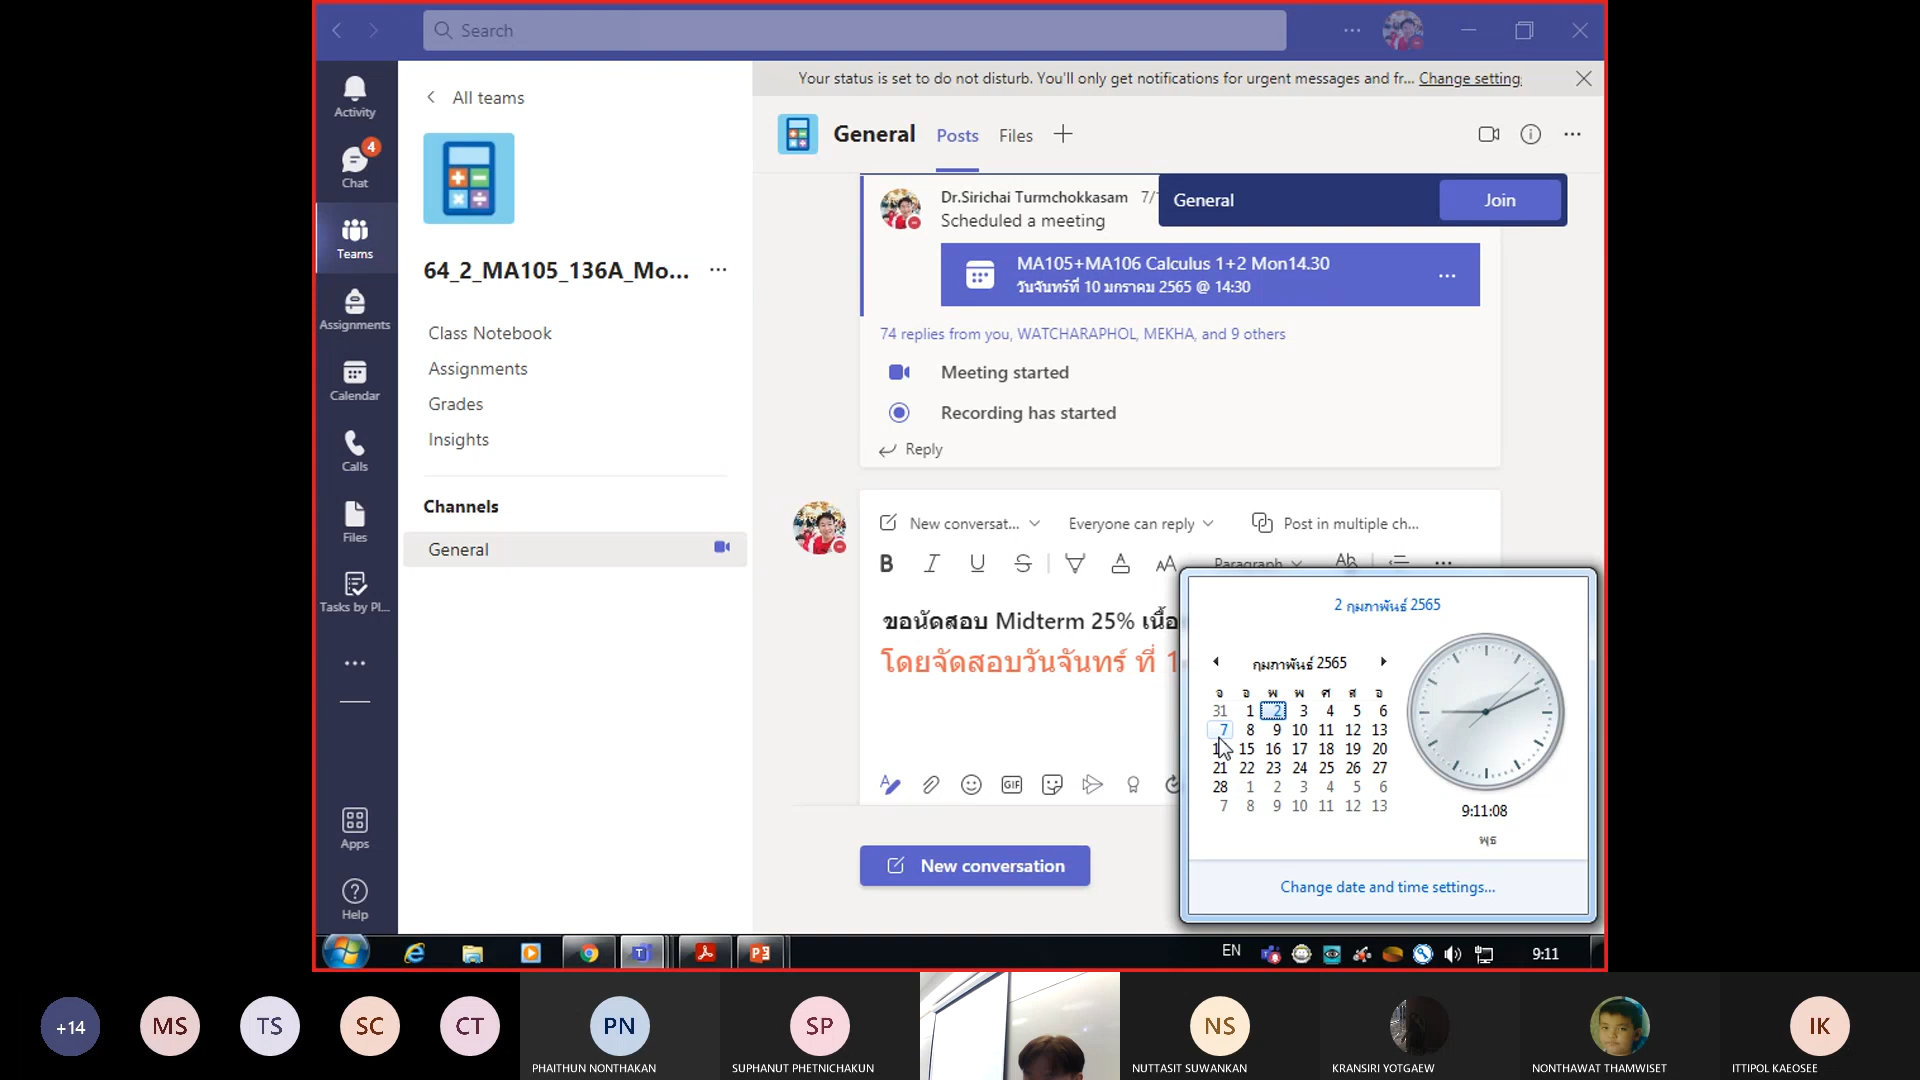 Search
Your status is set to do not disturb. You'll only get notifications for urgent messages and fr... Change setting
Activity
4
Chat
Teams
Assignments
Calendar
Calls
Files
Tasks by Pl...
Apps
Help
All teams
64_2_MA105_136A_Mo...
Class Notebook
Assignments
Grades
Insights
Channels
General
General Posts Files
Dr.Sirichai Turmchokkasam
Scheduled a meeting
General
Join
MA105+MA106 Calculus 1+2 Mon14.30
วันจันทร์ที่ 10 มกราคม 2565 @ 14:30
74 replies from you, WATCHARAPHOL, MEKHA, and 9 others
Meeting started
Recording has started
Reply
New conversat... Everyone can reply Post in multiple ch...
B I U S A AA Paragraph Ab
ขอนัดสอบ Midterm 25%
โดยจัดสอบวันจันทร์ ที่
GIF
New conversation
2 กุมภาพันธ์ 2565
กุมภาพันธ์ 2565
จ อ พ พ ศ ส อ
31 1 2 3 4 5 6
7 8 9 10 11 12 13
15 16 17 18 19 20
21 22 23 24 25 26 27
28 1 2 3 4 5 6
7 8 9 10 11 12 13
9:11:08
พุธ
Change date and time settings...
EN
9:11
+14
MS
TS
SC
CT
PN
PHAITHUN NONTHAKAN
SP
SUPHANUT PHETNICHAKUN
NS
NUTTASIT SUWANKAN
KRANSIRI YOTGAEW
NONTHAWAT THAMWISET
IK
ITTIPOL KAEOSEE